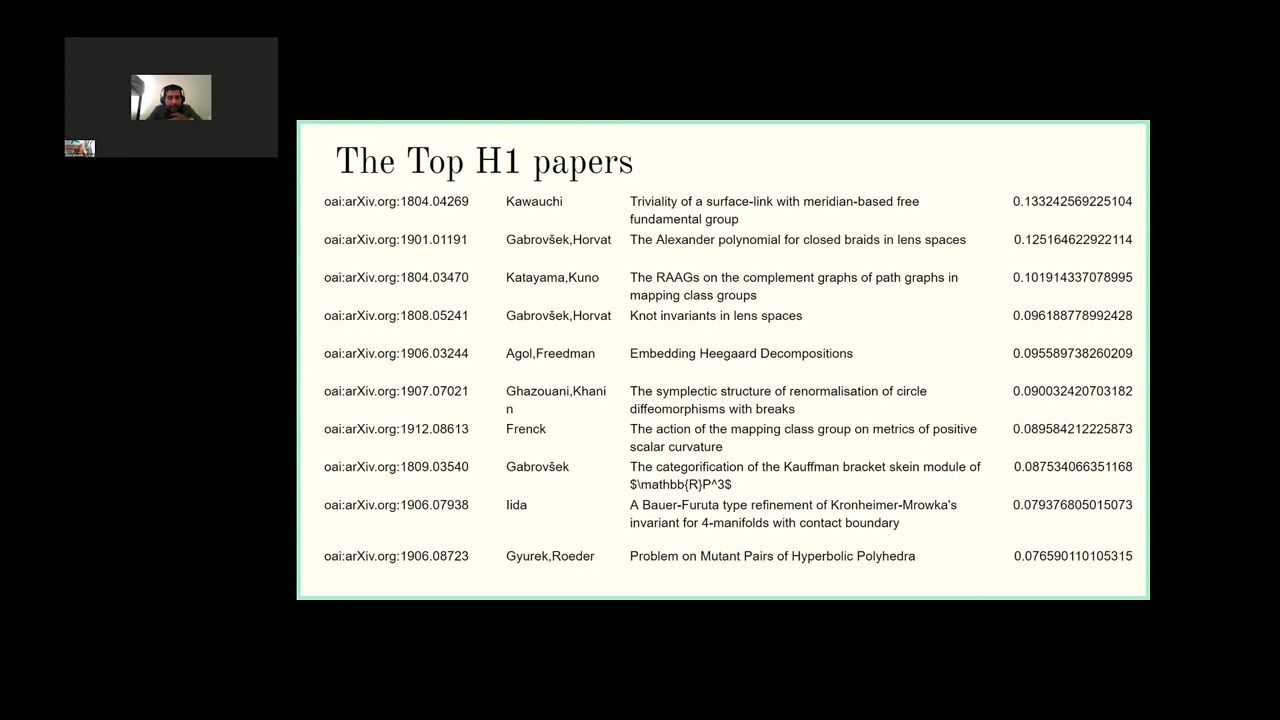 The Top H1 papers
oai:arXiv.org:1804.04269 Kawauchi Triviality of a surface-link with meridian-based free 0.133242569225104
fundamental group
oai:arXiv.org:1901.01191 Gabrovšek,Horvat The Alexander polynomial for closed braids in lens spaces 0.125164622922114
oai:arXiv.org:1804.03470 Katayama,Kuno The RAAGs on the complement graphs of path graphs in 0.101914337078995
mapping class groups
oai:arXiv.org:1808.05241 Gabrovšek,Horvat Knot invariants in lens spaces 0.096188778992428
oai:arXiv.org:1906.03244 Agol,Freedman Embedding Heegaard Decompositions 0.095589738260209
oai:arXiv.org:1907.07021 Ghazouani,Khani The symplectic structure of renormalisation of circle 0.090032420703182
n diffeomorphisms with breaks
oai:arXiv.org:1912.08613 Frenck The action of the mapping class group on metrics of positive 0.089584212225873
scalar curvature
oai:arXiv.org:1809.03540 Gabrovšek The categorification of the Kauffman bracket skein module of 0.087534066351168
$\mathbb{R}P^3$
oai:arXiv.org:1906.07938 Iida A Bauer-Furuta type refinement of Kronheimer-Mrowka's 0.079376805015073
invariant for 4-manifolds with contact boundary
oai:arXiv.org:1906.08723 Gyurek,Roeder Problem on Mutant Pairs of Hyperbolic Polyhedra 0.076590110105315